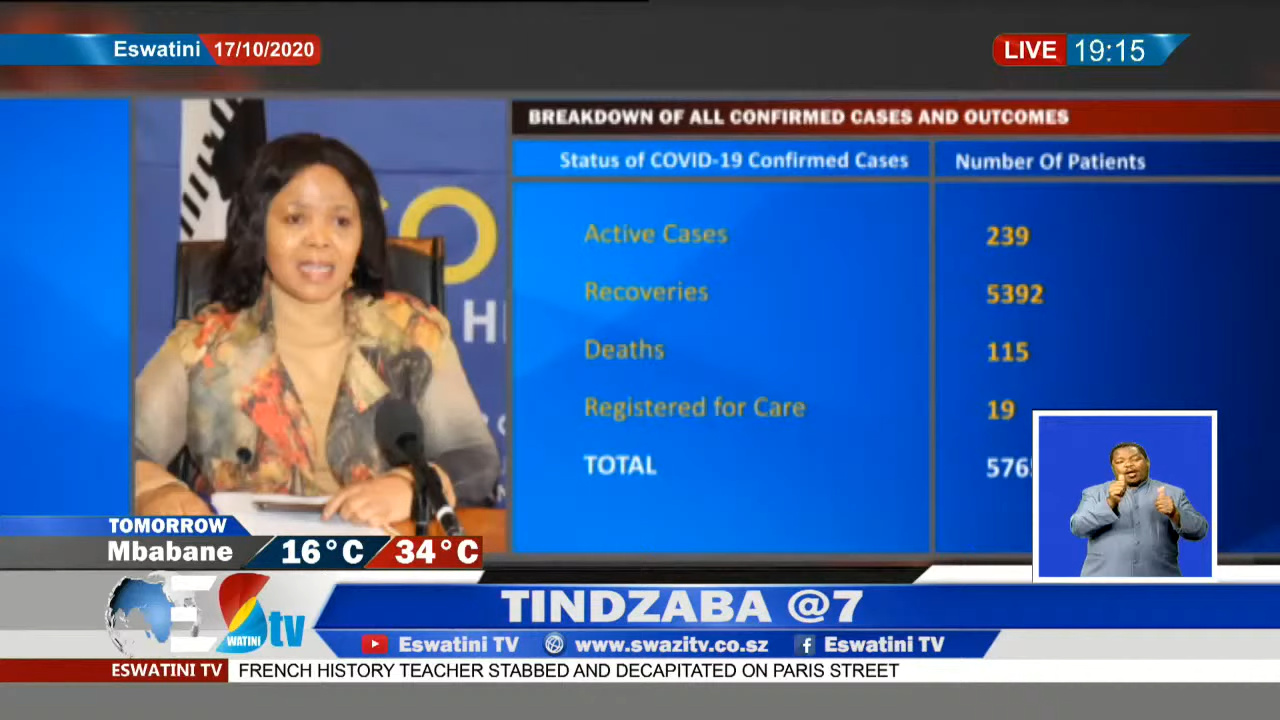 Eswatini 17/10/2020
LIVE 19:15
BREAKDOWN OF ALL CONFIRMED CASES AND OUTCOMES
Status of COVID-19 Confirmed Cases Number Of Patients
Active Cases 239
Recoveries 5392
Deaths 115
Registered for Care 19
TOTAL
TOMORROW
Mbabane 16°C 34°C
E WATINI tv
TINDZABA @7
Eswatini TV www.swazitv.co.sz Eswatini TV
ESWATINI TV FRENCH HISTORY TEACHER STABBED AND DECAPITATED ON PARIS STREET